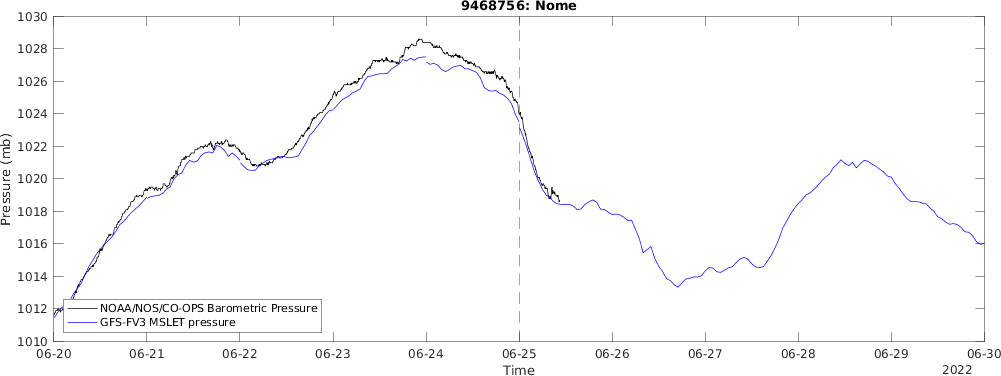 9468756: Nome
Pressure (mb)
1030
1028
1026
1024
1022
1020
1018
1016
1014
1012
1010
NOAA/NOS/CO-OPS Barometric Pressure
GFS-FV3 MSLET pressure
06-20 06-21 06-22 06-23 06-24 06-25 06-26 06-27 06-28 06-29 06-30
Time
2022